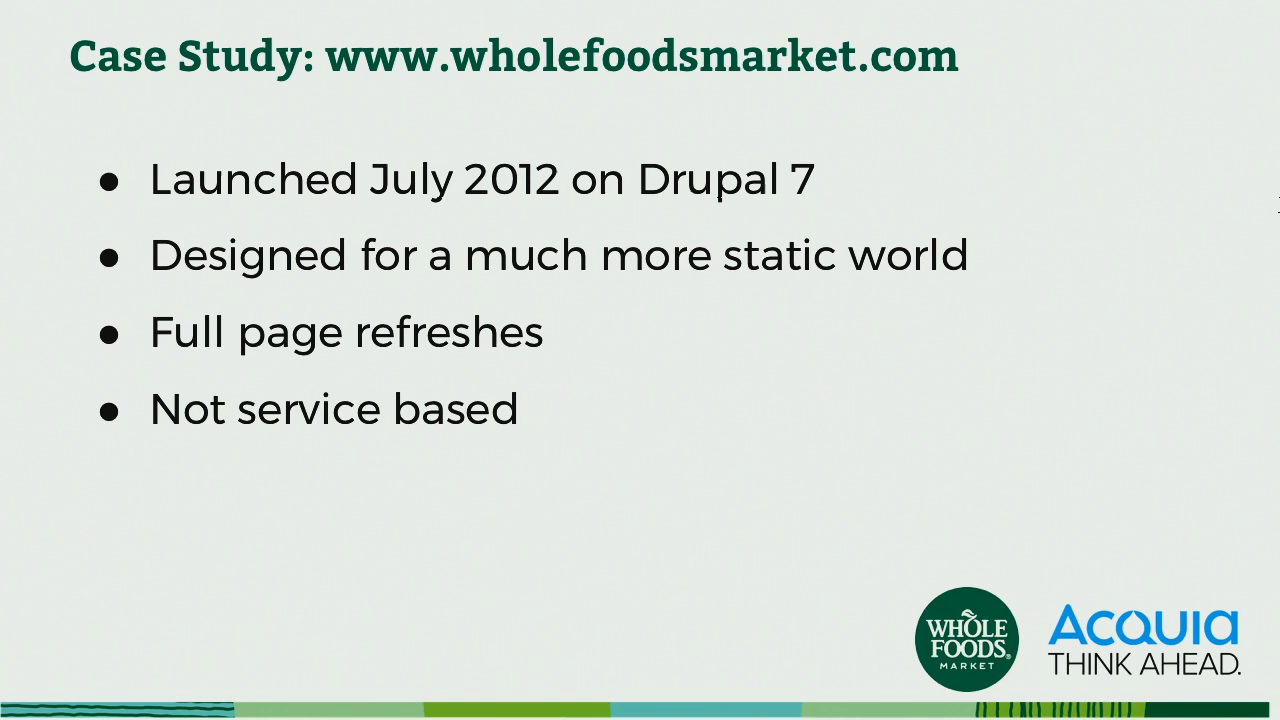 Case Study: www.wholefoodsmarket.com
● Launched July 2012 on Drupal 7
● Designed for a much more static world
● Full page refreshes
● Not service based
WHOLE
FOODS®
MARKET
ACQUIA
THINK AHEAD.